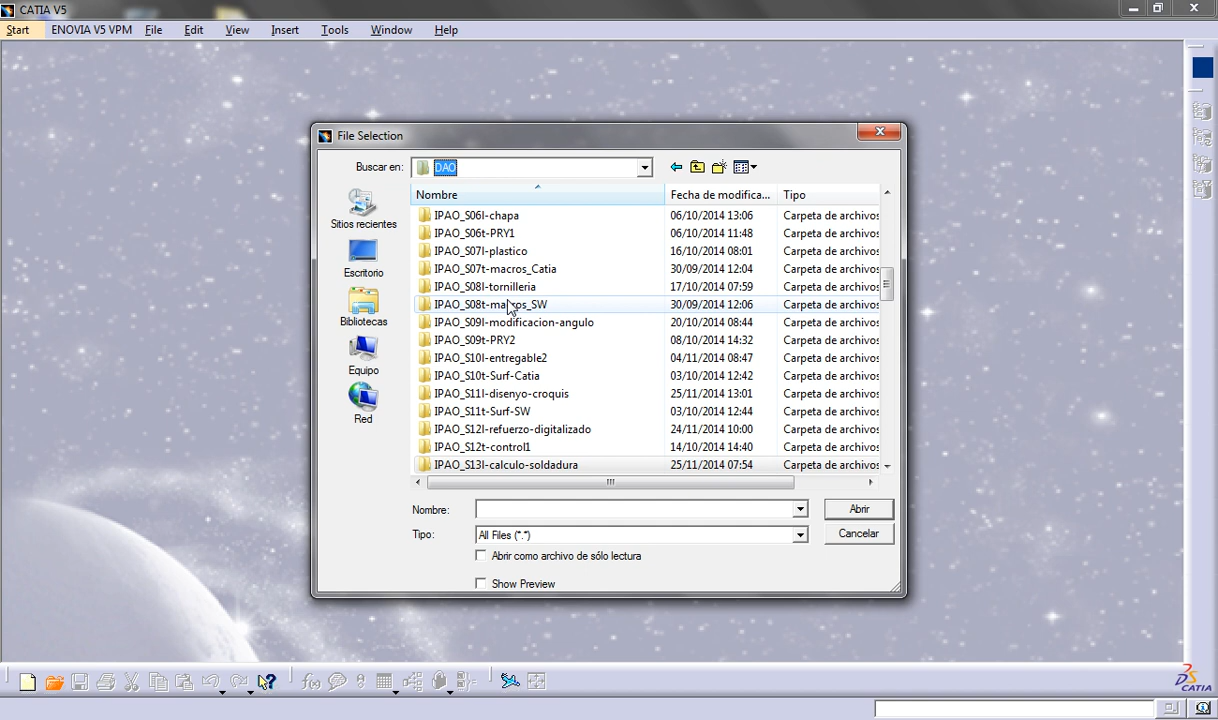 CATIA V5
Start ENOVIA V5 VPM File Edit View Insert Tools Window Help
File Selection
Buscar en: DAO
Nombre Fecha de modifica... Tipo
IPAO_S06l-chapa 06/10/2014 13:06 Carpeta de archivos
IPAO_S06t-PRY1 06/10/2014 11:48 Carpeta de archivos
IPAO_S07l-plastico 16/10/2014 08:01 Carpeta de archivos
IPAO_S07t-macros_Catia 30/09/2014 12:04 Carpeta de archivos
IPAO_S08l-tornilleria 17/10/2014 07:59 Carpeta de archivos
IPAO_S08t-macros_SW 30/09/2014 12:06 Carpeta de archivos
IPAO_S09l-modificacion-angulo 20/10/2014 08:44 Carpeta de archivos
IPAO_S09t-PRY2 08/10/2014 14:32 Carpeta de archivos
IPAO_S10l-entregable2 04/11/2014 08:47 Carpeta de archivos
IPAO_S10t-Surf-Catia 03/10/2014 12:42 Carpeta de archivos
IPAO_S11l-disenyo-croquis 25/11/2014 13:01 Carpeta de archivos
IPAO_S11t-Surf-SW 03/10/2014 12:44 Carpeta de archivos
IPAO_S12l-refuerzo-digitalizado 24/11/2014 10:00 Carpeta de archivos
IPAO_S12t-control1 14/10/2014 14:40 Carpeta de archivos
IPAO_S13l-calculo-soldadura 25/11/2014 07:54 Carpeta de archivos
Sitios recientes
Escritorio
Bibliotecas
Equipo
Red
Nombre: Abrir
Tipo: All Files (*.*) Cancelar
Abrir como archivo de sólo lectura
Show Preview
CATIA